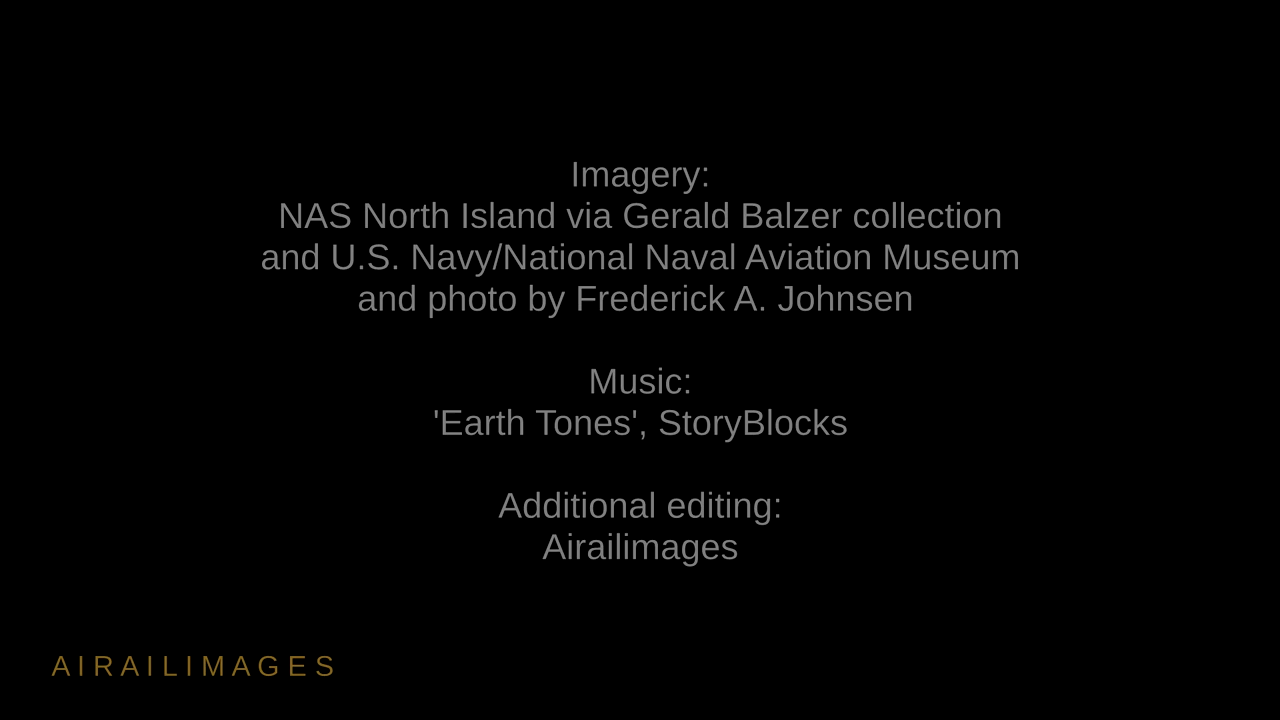 Imagery:
NAS North Island via Gerald Balzer collection
and U.S. Navy/National Naval Aviation Museum
and photo by Frederick A. Johnsen
Music:
'Earth Tones', StoryBlocks
Additional editing:
Airailimages
AIRAILIMAGES